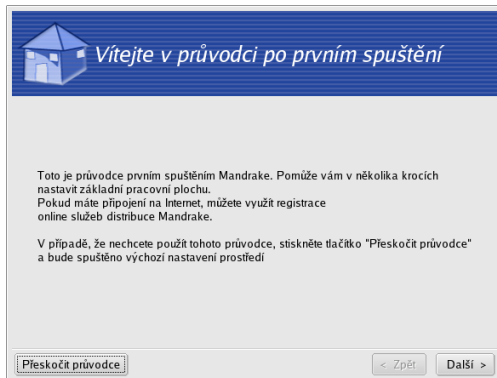 Vítejte v průvodci po prvním spuštění
Toto je průvodce prvním spuštěním Mandrake. Pomůže vám v několika krocích
nastavit základní pracovní plochu.
Pokud máte připojení na Internet, můžete využít registrace
online služeb distribuce Mandrake.
V případě, že nechcete použít tohoto průvodce, stiskněte tlačítko "Přeskočit průvodce"
a bude spuštěno výchozí nastavení prostředí
Přeskočit průvodce
< Zpět
Další >